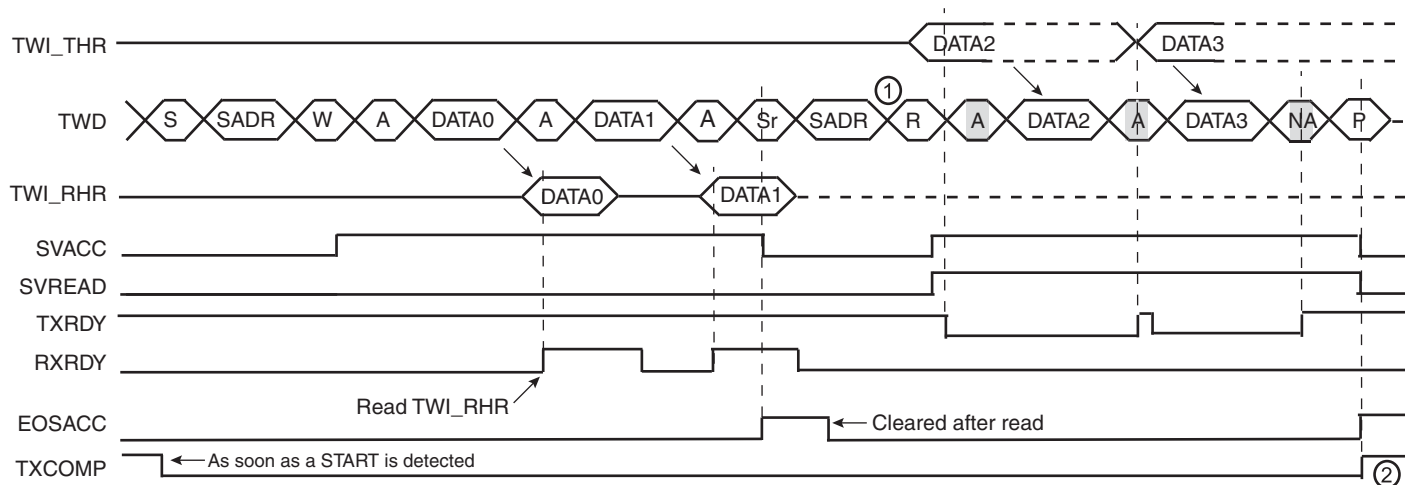 TWI_THR DATA2 DATA3
①
TWD S SADR W A DATA0 A DATA1 A Sr SADR R A DATA2 A DATA3 NA P
TWI_RHR DATA0 DATA1
SVACC
SVREAD
TXRDY
RXRDY
Read TWI_RHR
EOSACC Cleared after read
As soon as a START is detected
TXCOMP ②